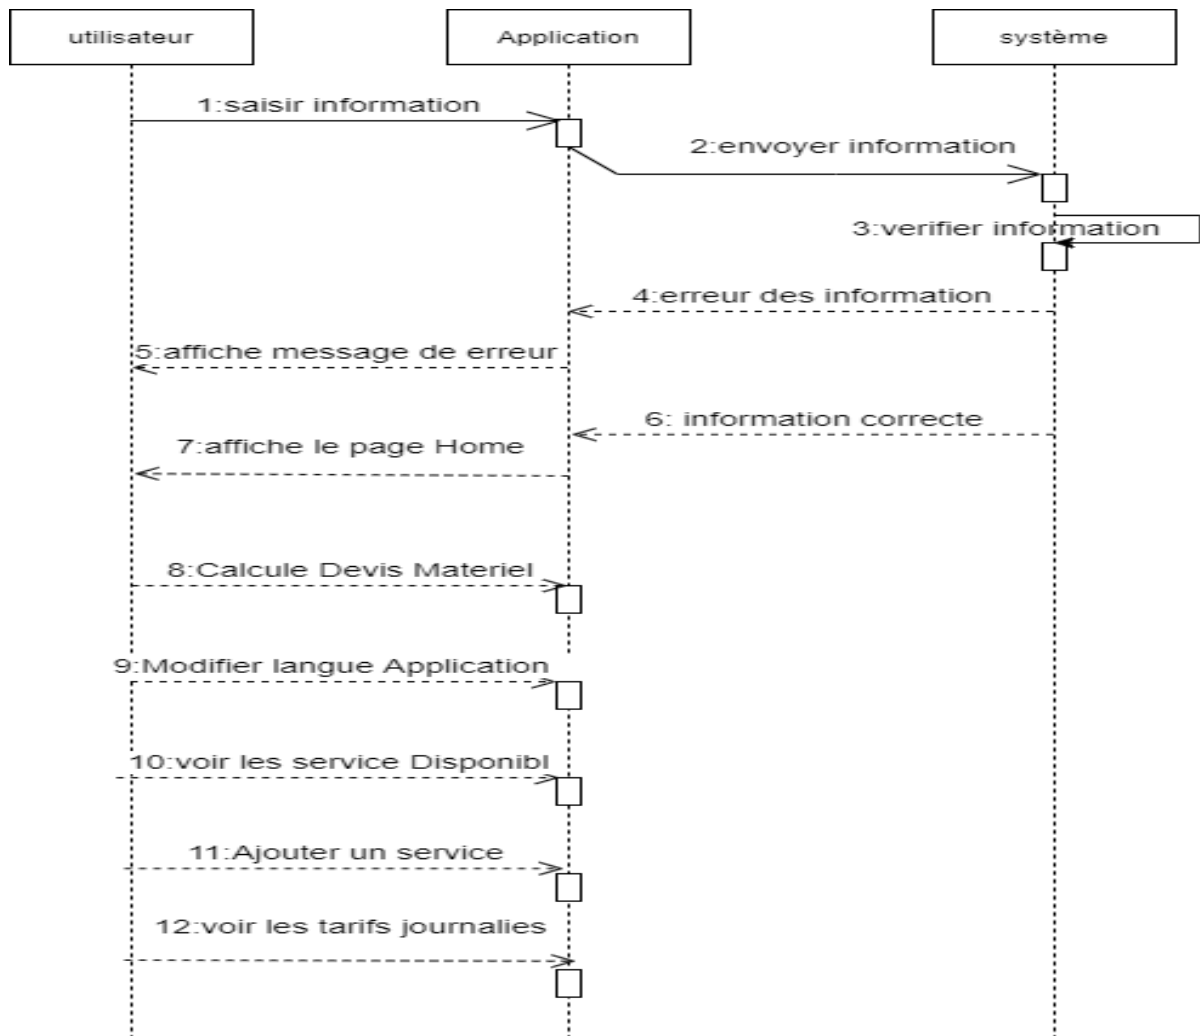 utilisateur
Application
système
1:saisir information
2:envoyer information
3:verifier information
4:erreur des information
5:affiche message de erreur
6: information correcte
7:affiche le page Home
8:Calcule Devis Materiel
9:Modifier langue Application
10:voir les service Disponibl
11:Ajouter un service
12:voir les tarifs journalies